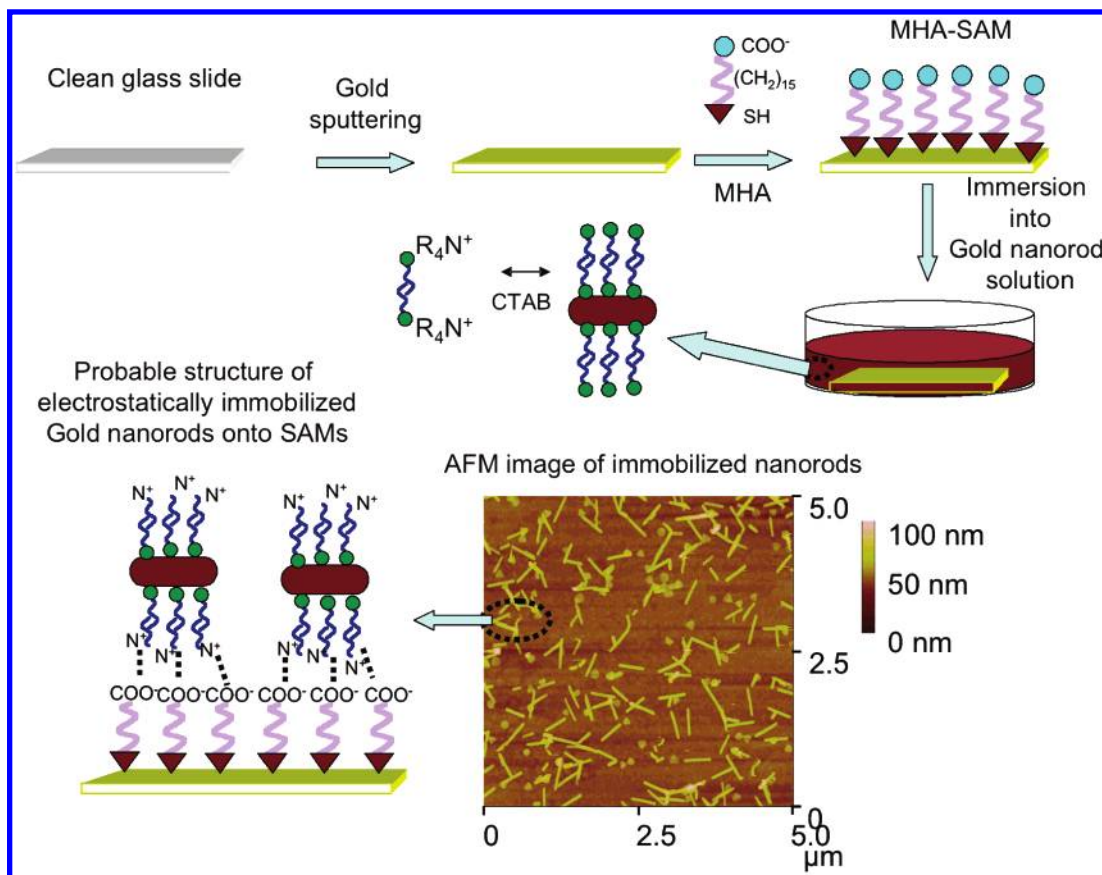 Clean glass slide
Gold
sputtering
COO⁻
(CH₂)₁₅
SH
MHA
MHA-SAM
Immersion
into
Gold nanorod
solution
R₄N⁺
CTAB
R₄N⁺
Probable structure of
electrostatically immobilized
Gold nanorods onto SAMs
N⁺ N⁺ N⁺ N⁺ N⁺ N⁺
N⁺ N⁺ N⁺ N⁺ N⁺ N⁺
COO⁻ COO⁻ COO⁻ COO⁻ COO⁻ COO⁻
AFM image of immobilized nanorods
5.0
2.5
0
0 2.5 5.0
µm
100 nm
50 nm
0 nm